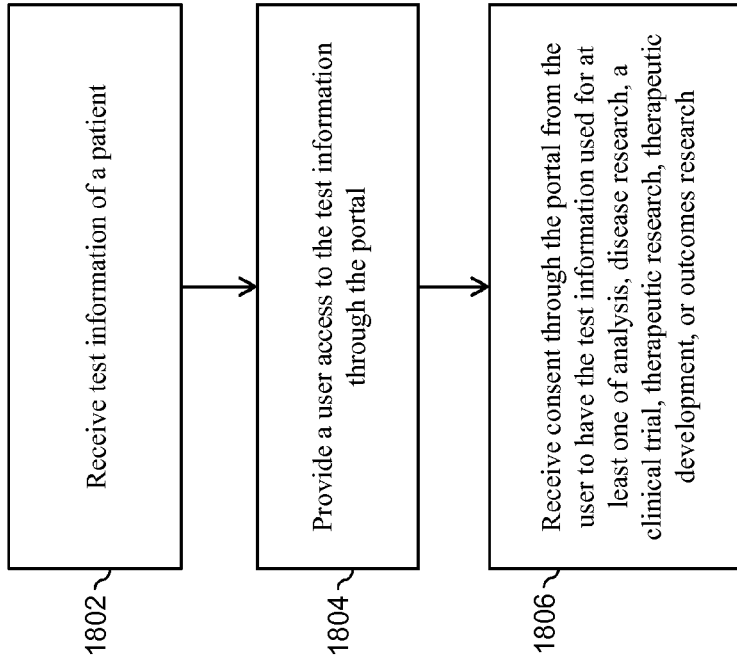 1802
Receive test information of a patient
1804
Provide a user access to the test information
through the portal
1806
Receive consent through the portal from the
user to have the test information used for at
least one of analysis, disease research, a
clinical trial, therapeutic research, therapeutic
development, or outcomes research